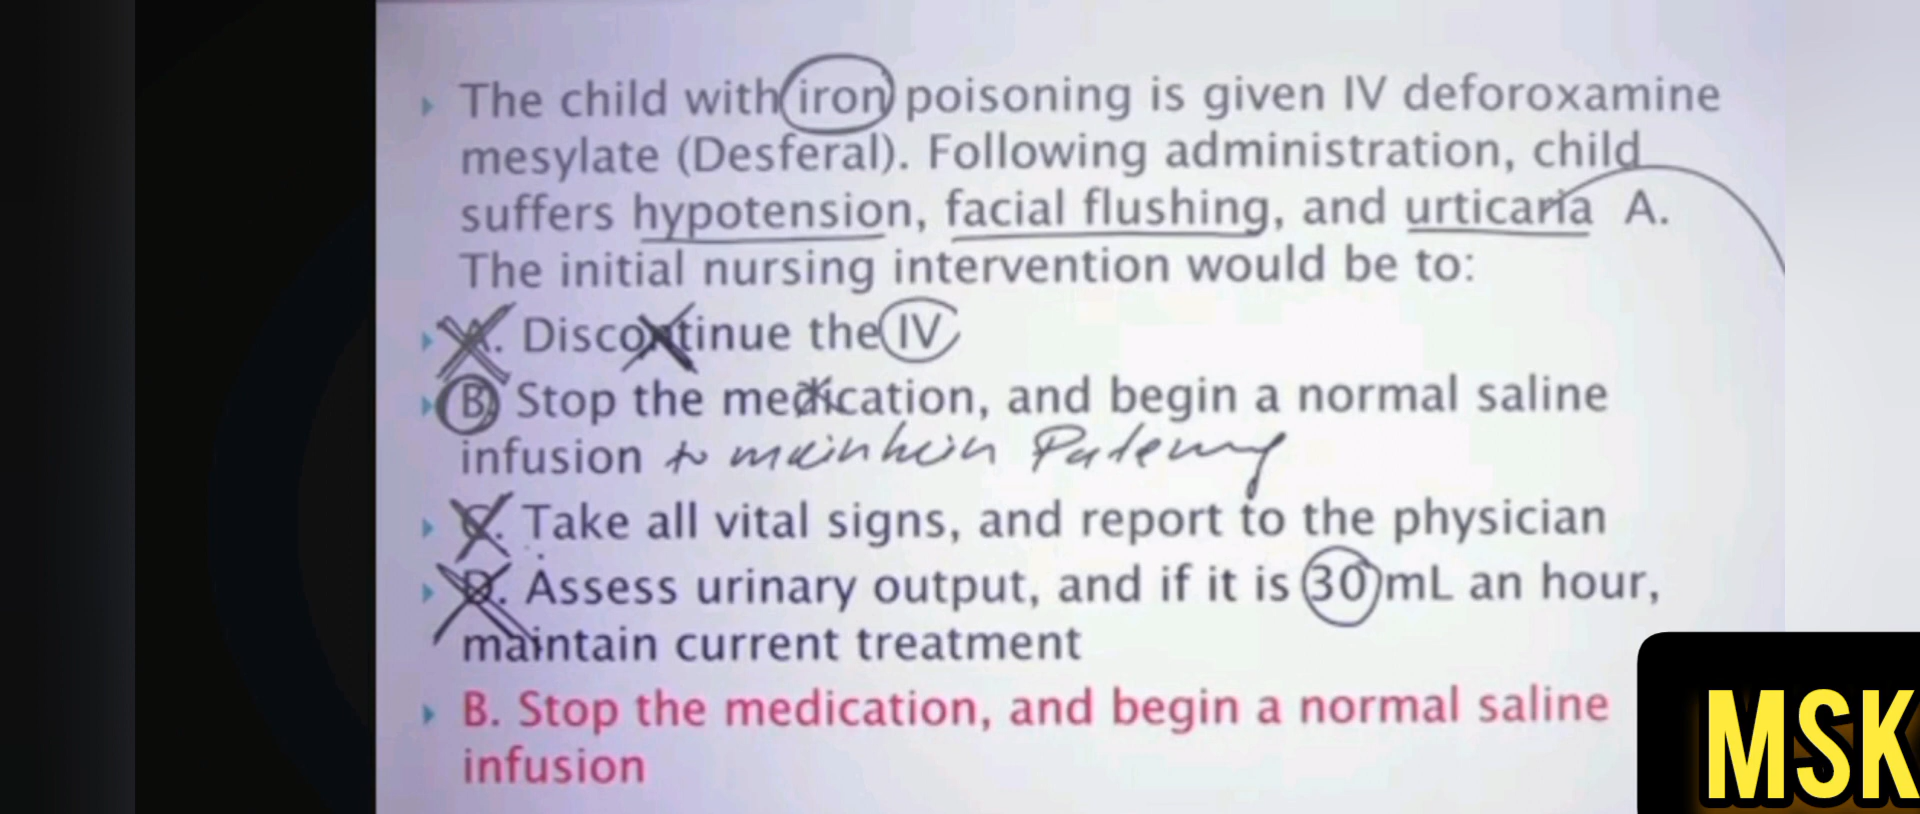 The child with iron poisoning is given IV deforoxamine
mesylate (Desferal). Following administration, child
suffers hypotension, facial flushing, and urticaria A.
The initial nursing intervention would be to:
A. Discontinue the IV
B. Stop the medication, and begin a normal saline
infusion to maintain Patency
C. Take all vital signs, and report to the physician
D. Assess urinary output, and if it is 30 mL an hour,
maintain current treatment
B. Stop the medication, and begin a normal saline
infusion
MSK